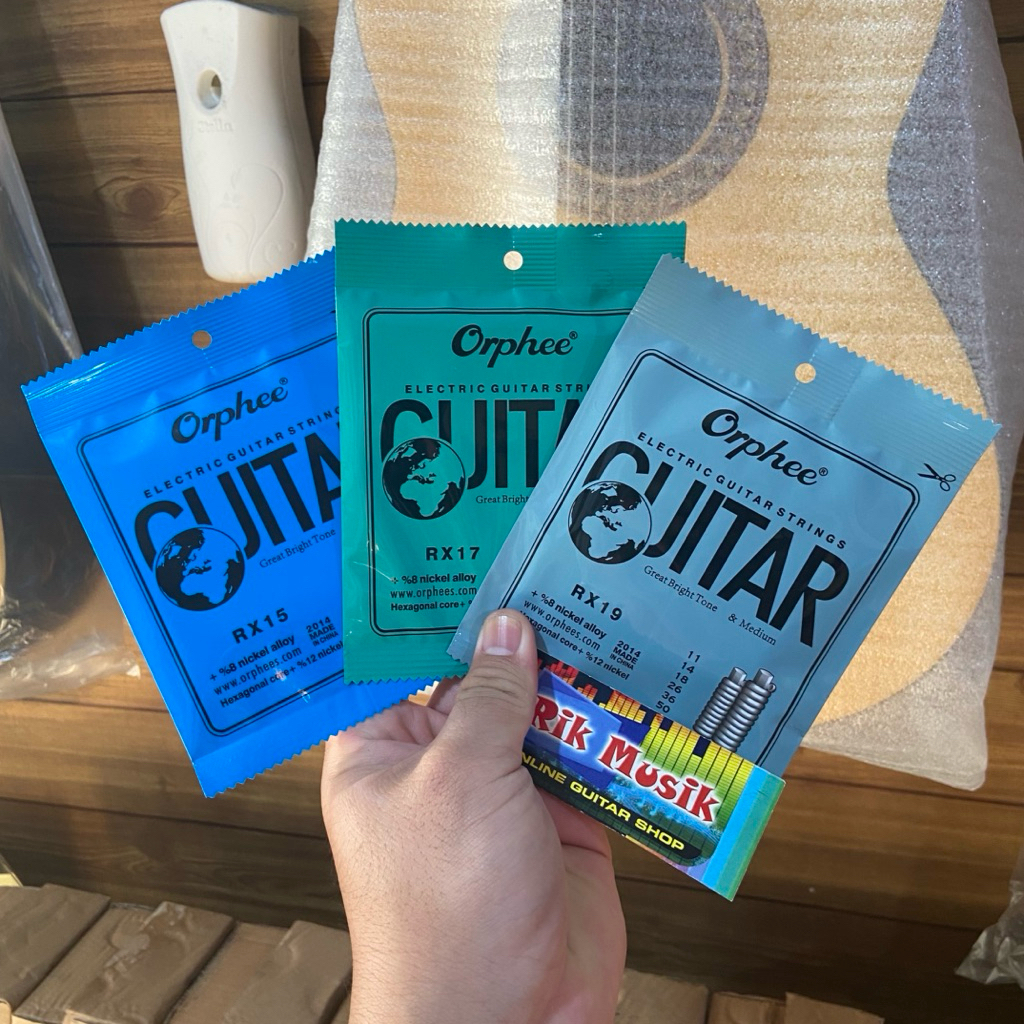 Orphee®
ELECTRIC GUITAR STRIN
GUITA
Great Bright Tone
RX15
+ %8 nickel alloy
www.orphees.com
Hexagonal core+ %12 nickel
2014
MADE
IN CHINA
Orphee®
ELECTRIC GUITAR STRI
GUITA
Great Bright
RX17
+ %8 nickel alloy
www.orphees.com
Hexagonal core+
Orphee®
ELECTRIC GUITAR STRINGS
GUITAR
Great Bright Tone & Medium
RX19
+ %8 nickel alloy
www.orphees.com
Hexagonal core+ %12 nickel
2014
MADE
IN CHINA
11
14
18
26
36
50
Rik Musik
NLINE GUITAR SHOP